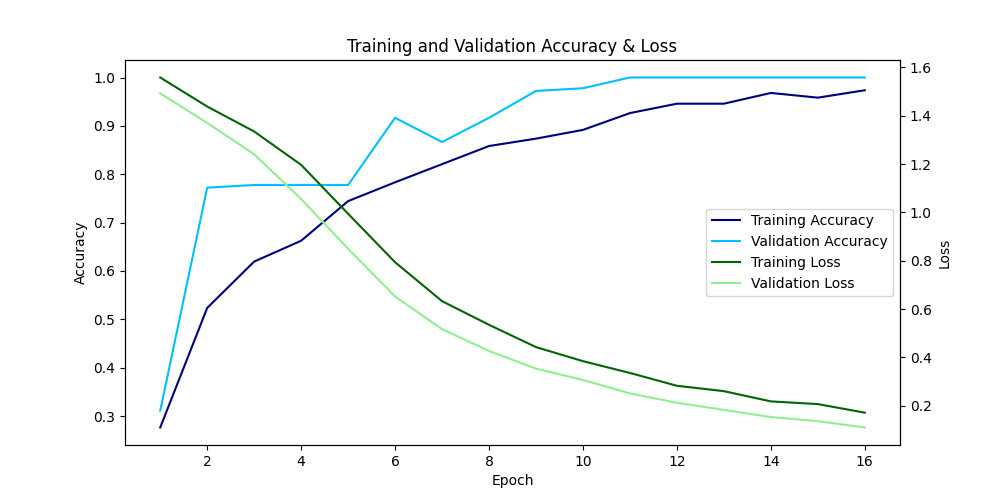 Training and Validation Accuracy & Loss
Accuracy
1.0
0.9
0.8
0.7
0.6
0.5
0.4
0.3
1.6
1.4
1.2
1.0
0.8
0.6
0.4
0.2
Loss
Training Accuracy
Validation Accuracy
Training Loss
Validation Loss
2 4 6 8 10 12 14 16
Epoch